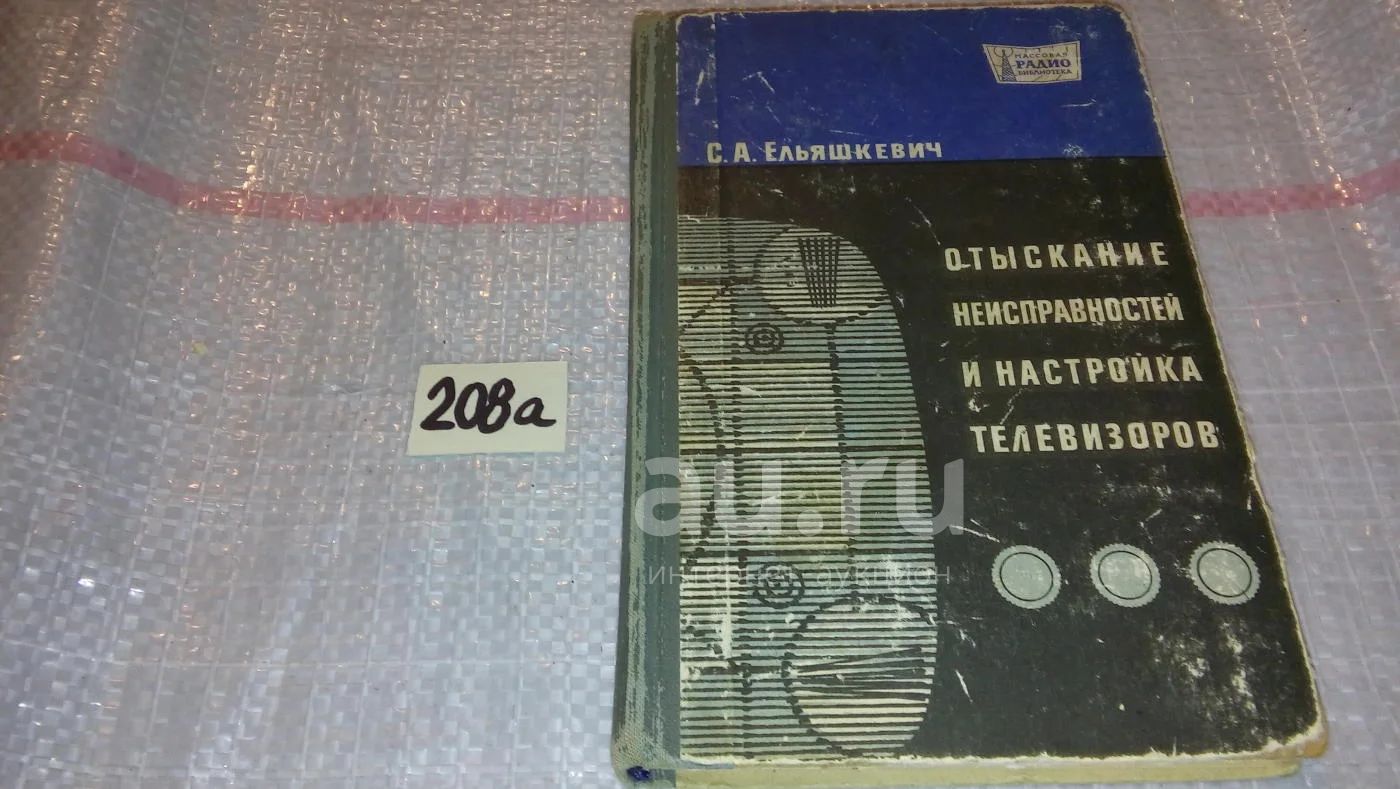 МАССОВАЯ
РАДИО
БИБЛИОТЕКА
С. А. ЕЛЬЯШКЕВИЧ
ОТЫСКАНИЕ
НЕИСПРАВНОСТЕЙ
И НАСТРОЙКА
ТЕЛЕВИЗОРОВ
208а
au.ru
интернет аукцион